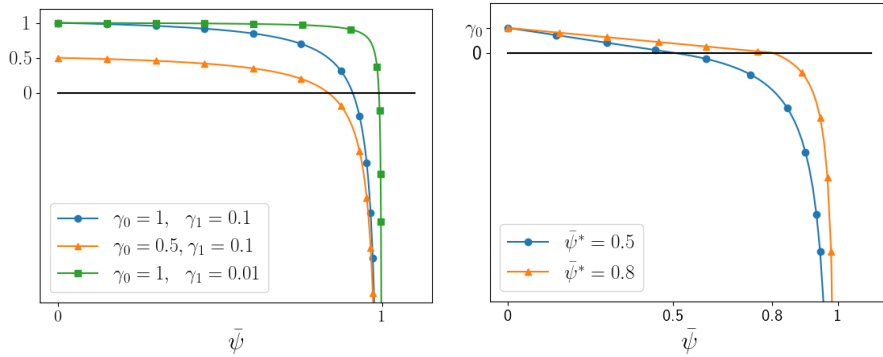 1
0.5
0
γ₀ = 1, γ₁ = 0.1
γ₀ = 0.5, γ₁ = 0.1
γ₀ = 1, γ₁ = 0.01
0 1
ψ̄
γ₀
0
ψ̄* = 0.5
ψ̄* = 0.8
0 0.5 0.8 1
ψ̄